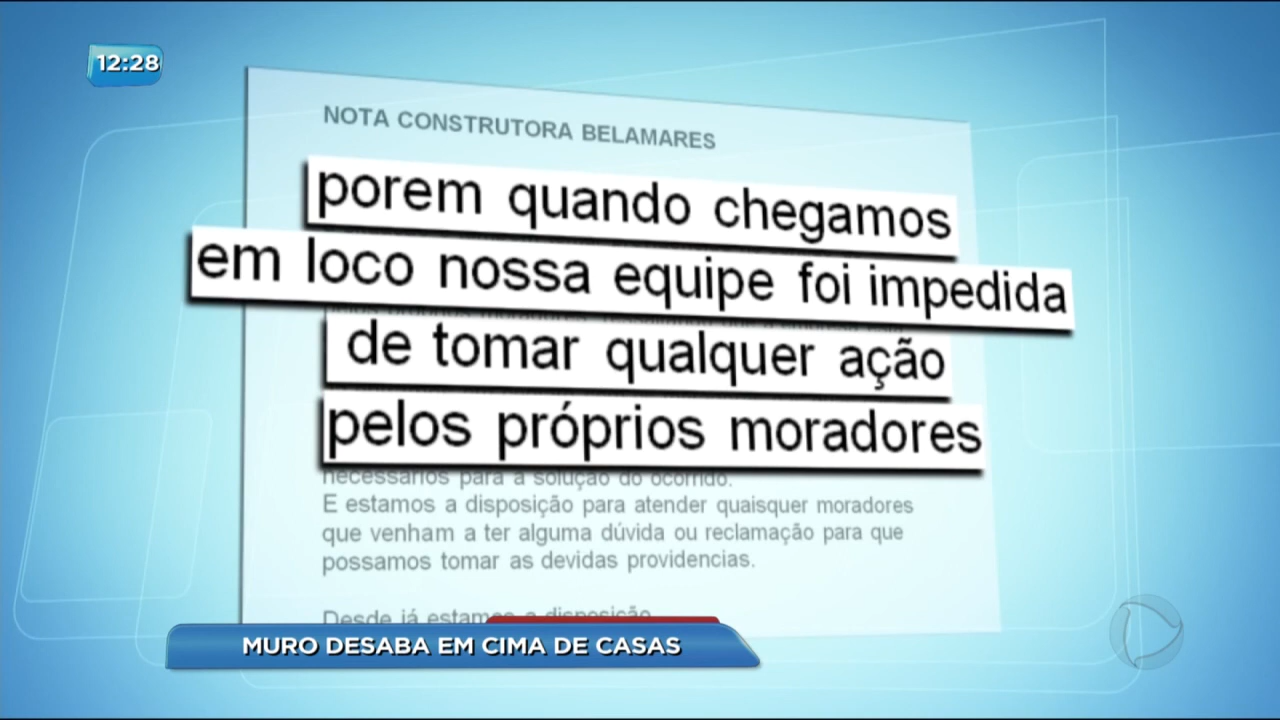 12:28
NOTA CONSTRUTORA BELAMARES
porem quando chegamos
em loco nossa equipe foi impedida
de tomar qualquer ação
pelos próprios moradores
necessários para a solução do ocorrido.
E estamos a disposição para atender quaisquer moradores
que venham a ter alguma dúvida ou reclamação para que
possamos tomar as devidas providencias.
Desde já estamos a disposição
MURO DESABA EM CIMA DE CASAS